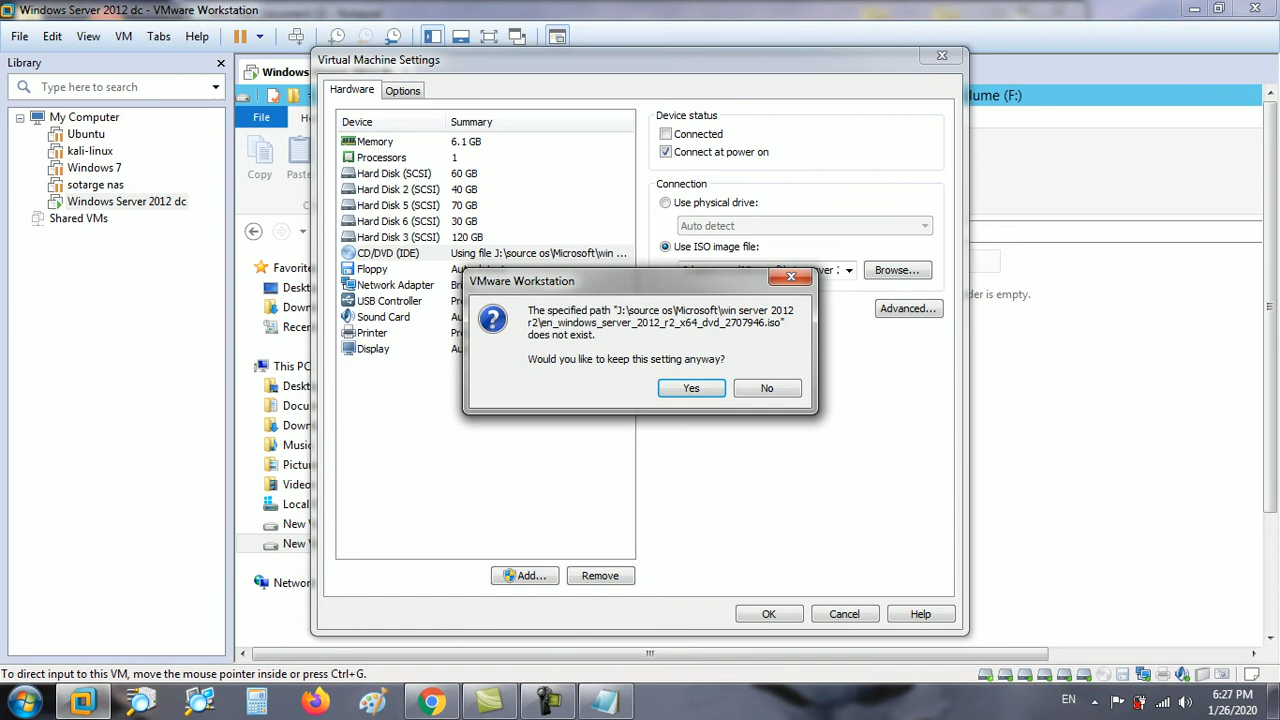 Windows Server 2012 dc - VMware Workstation
File Edit View VM Tabs Help
Library
Type here to search
My Computer
Ubuntu
kali-linux
Windows 7
sotarge nas
Windows Server 2012 dc
Shared VMs
Windows
lume (F:)
File
Copy
Paste
Favorite
Deskt
Down
Recen
This PC
Deskt
Docu
Down
Music
Pictur
Video
Local
New
New
Networ
der is empty.
Virtual Machine Settings
Hardware Options
Device Summary
Memory 6.1 GB
Processors 1
Hard Disk (SCSI) 60 GB
Hard Disk 2 (SCSI) 40 GB
Hard Disk 5 (SCSI) 70 GB
Hard Disk 6 (SCSI) 30 GB
Hard Disk 3 (SCSI) 120 GB
CD/DVD (IDE) Using file J:\source os\Microsoft\win ...
Floppy
Network Adapter
USB Controller
Sound Card
Printer
Display
Device status
Connected
Connect at power on
Connection
Use physical drive:
Auto detect
Use ISO image file:
Browse...
Advanced...
VMware Workstation
The specified path "J:\source os\Microsoft\win server 2012
r2\en_windows_server_2012_r2_x64_dvd_2707946.iso"
does not exist.
Would you like to keep this setting anyway?
Yes No
Add... Remove
OK Cancel Help
To direct input to this VM, move the mouse pointer inside or press Ctrl+G.
EN
6:27 PM
1/26/2020